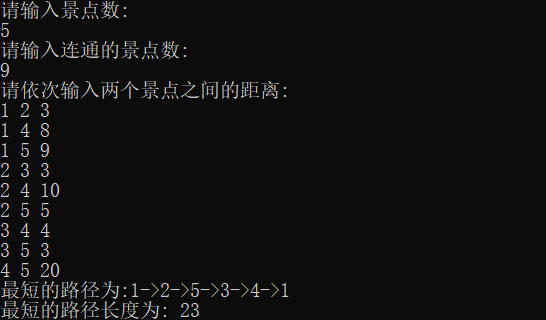 请输入景点数:
5
请输入连通的景点数:
9
请依次输入两个景点之间的距离:
1 2 3
1 4 8
1 5 9
2 3 3
2 4 10
2 5 5
3 4 4
3 5 3
4 5 20
最短的路径为:1->2->5->3->4->1
最短的路径长度为: 23